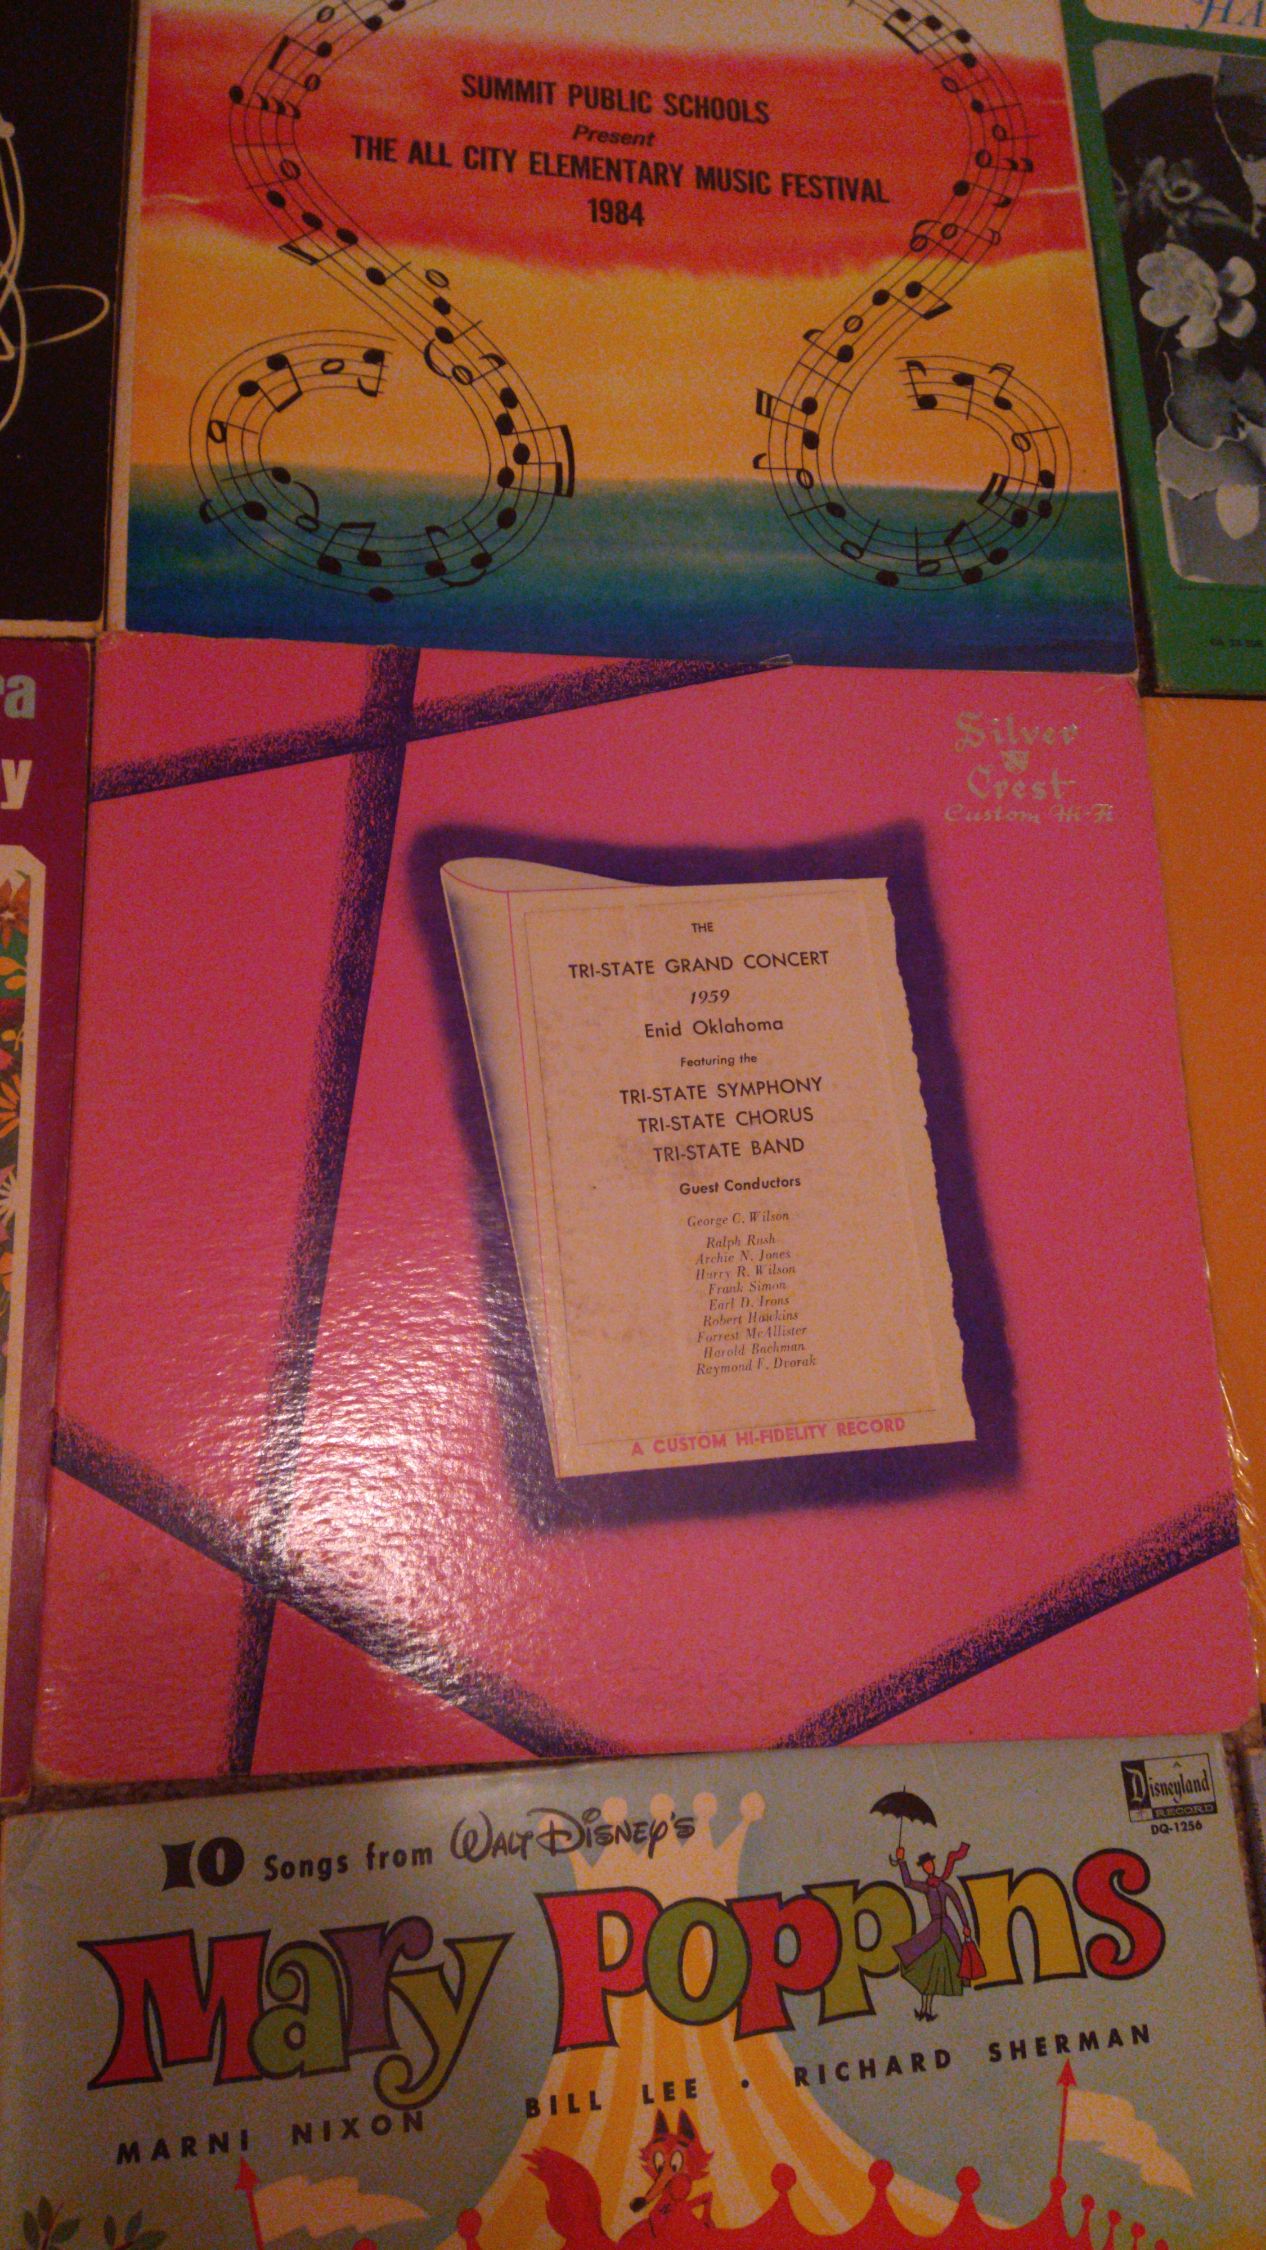 HA
SUMMIT PUBLIC SCHOOLS
Present
THE ALL CITY ELEMENTARY MUSIC FESTIVAL
1984
ra
y
Silver
Crest
Custom Hi-Fi
THE
TRI-STATE GRAND CONCERT
1959
Enid Oklahoma
Featuring the
TRI-STATE SYMPHONY
TRI-STATE CHORUS
TRI-STATE BAND
Guest Conductors
George C. Wilson
Ralph Rush
Archie N. Jones
Harry R. Wilson
Frank Simon
Earl D. Irons
Robert Hawkins
Forrest McAllister
Harold Bachman
Raymond F. Dvorak
A CUSTOM HI-FIDELITY RECORD
Disneyland
RECORD
DQ-1256
10 Songs from WALT DISNEY'S
Mary Poppins
MARNI NIXON BILL LEE • RICHARD SHERMAN